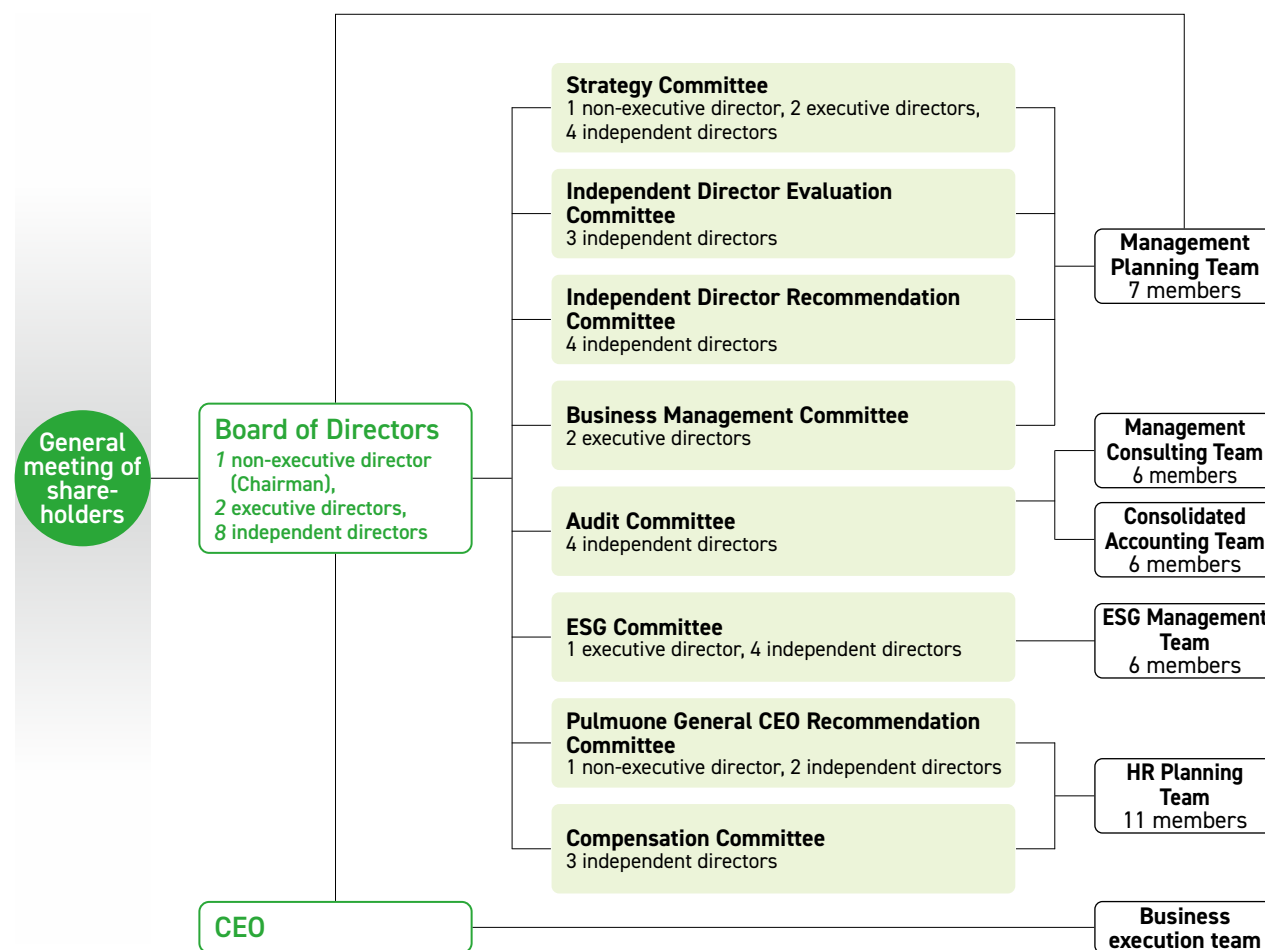 General
meeting of
share-
holders
Board of Directors
1 non-executive director
(Chairman),
2 executive directors,
8 independent directors
CEO
Strategy Committee
1 non-executive director, 2 executive directors,
4 independent directors
Independent Director Evaluation
Committee
3 independent directors
Independent Director Recommendation
Committee
4 independent directors
Business Management Committee
2 executive directors
Audit Committee
4 independent directors
ESG Committee
1 executive director, 4 independent directors
Pulmuone General CEO Recommendation
Committee
1 non-executive director, 2 independent directors
Compensation Committee
3 independent directors
Management
Planning Team
7 members
Management
Consulting Team
6 members
Consolidated
Accounting Team
6 members
ESG Management
Team
6 members
HR Planning
Team
11 members
Business
execution team